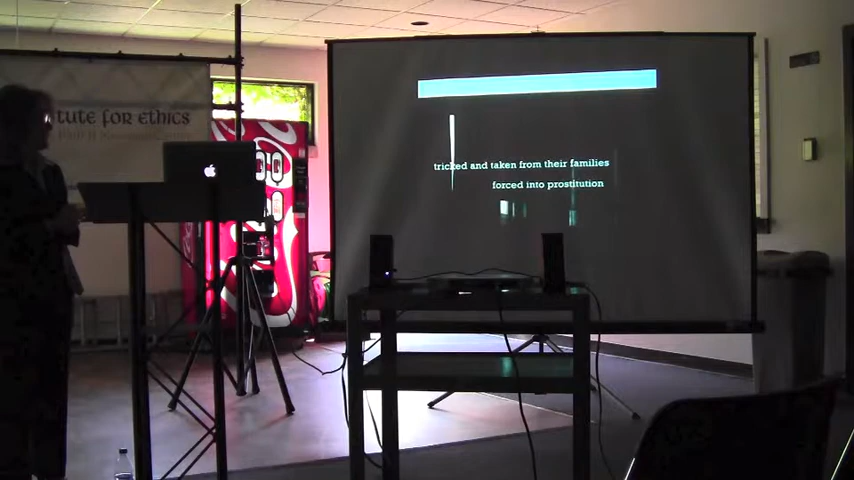 tute for Ethics
tricked and taken from their families
forced into prostitution